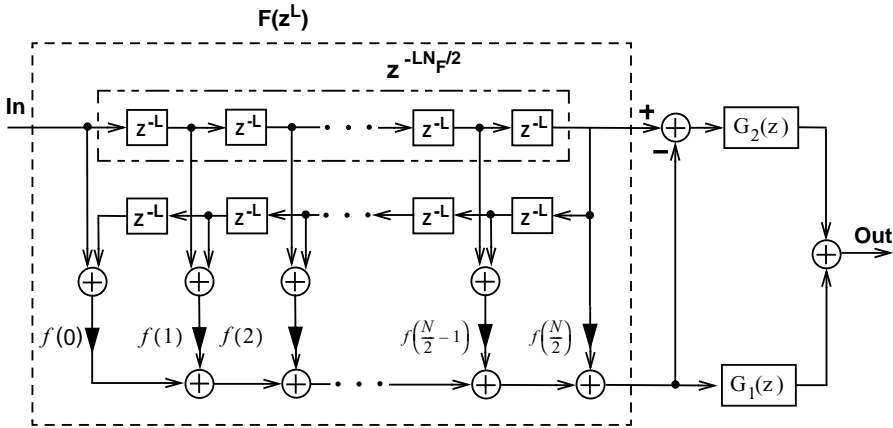 F(z^L)
z^-LN_F/2
In
z^-L z^-L · · · z^-L z^-L
+
−
G_2(z)
z^-L z^-L · · · z^-L z^-L
Out
f(0) f(1) f(2) f(N/2 − 1) f(N/2)
· · ·
G_1(z)